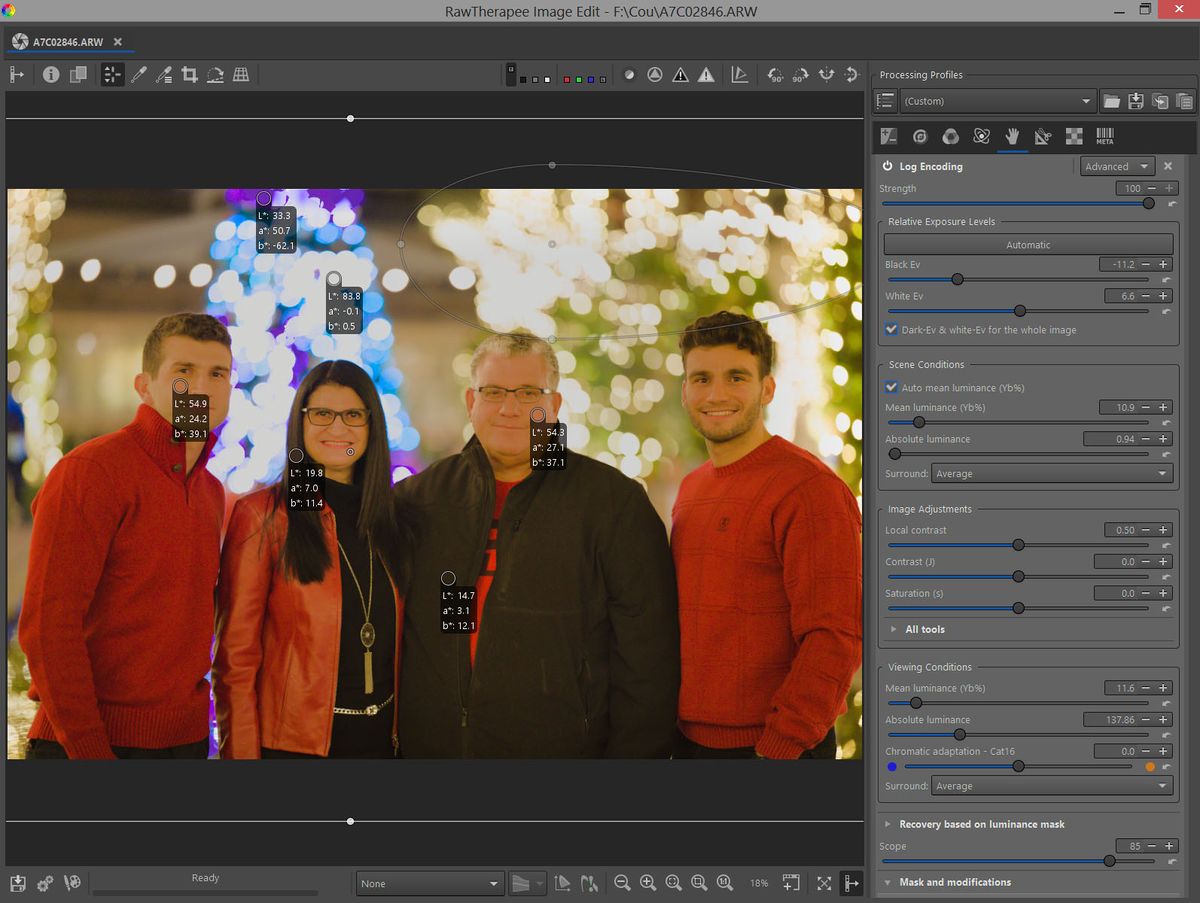 RawTherapee Image Edit - F:\Cou\A7C02846.ARW
A7C02846.ARW
90°
90°
Processing Profiles
(Custom)
META
Log Encoding
Advanced
Strength
100
Relative Exposure Levels
Automatic
Black Ev
-11.2
White Ev
6.6
Dark-Ev & white-Ev for the whole image
Scene Conditions
Auto mean luminance (Yb%)
Mean luminance (Yb%)
10.9
Absolute luminance
0.94
Surround: Average
Image Adjustments
Local contrast
0.50
Contrast (J)
0.0
Saturation (s)
0.0
All tools
Viewing Conditions
Mean luminance (Yb%)
11.6
Absolute luminance
137.86
Chromatic adaptation - Cat16
0.0
Surround: Average
Recovery based on luminance mask
Scope
85
Mask and modifications
L*: 33.3
a*: 50.7
b*: -62.1
L*: 83.8
a*: -0.1
b*: 0.5
L*: 54.9
a*: 24.2
b*: 39.1
L*: 54.3
a*: 27.1
b*: 37.1
L*: 19.8
a*: 7.0
b*: 11.4
L*: 14.7
a*: 3.1
b*: 12.1
Ready
None
18%